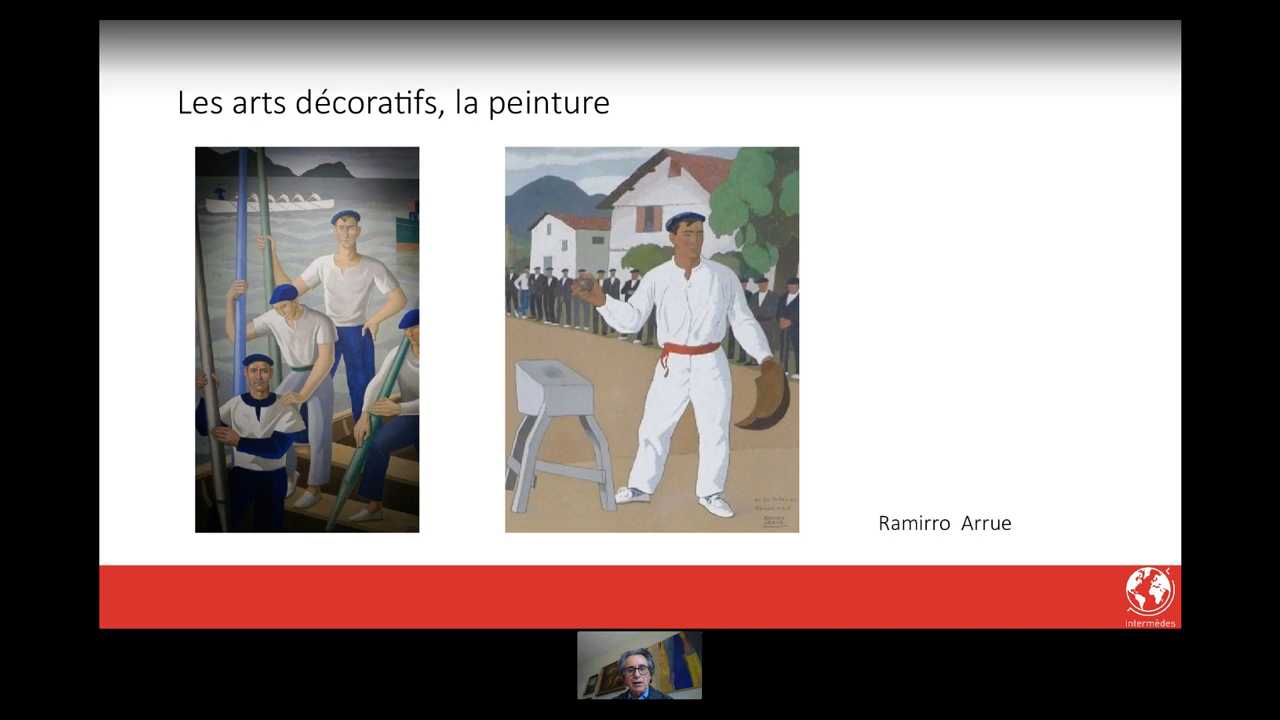 Les arts décoratifs, la peinture
Ramirro Arrue
intermèdes